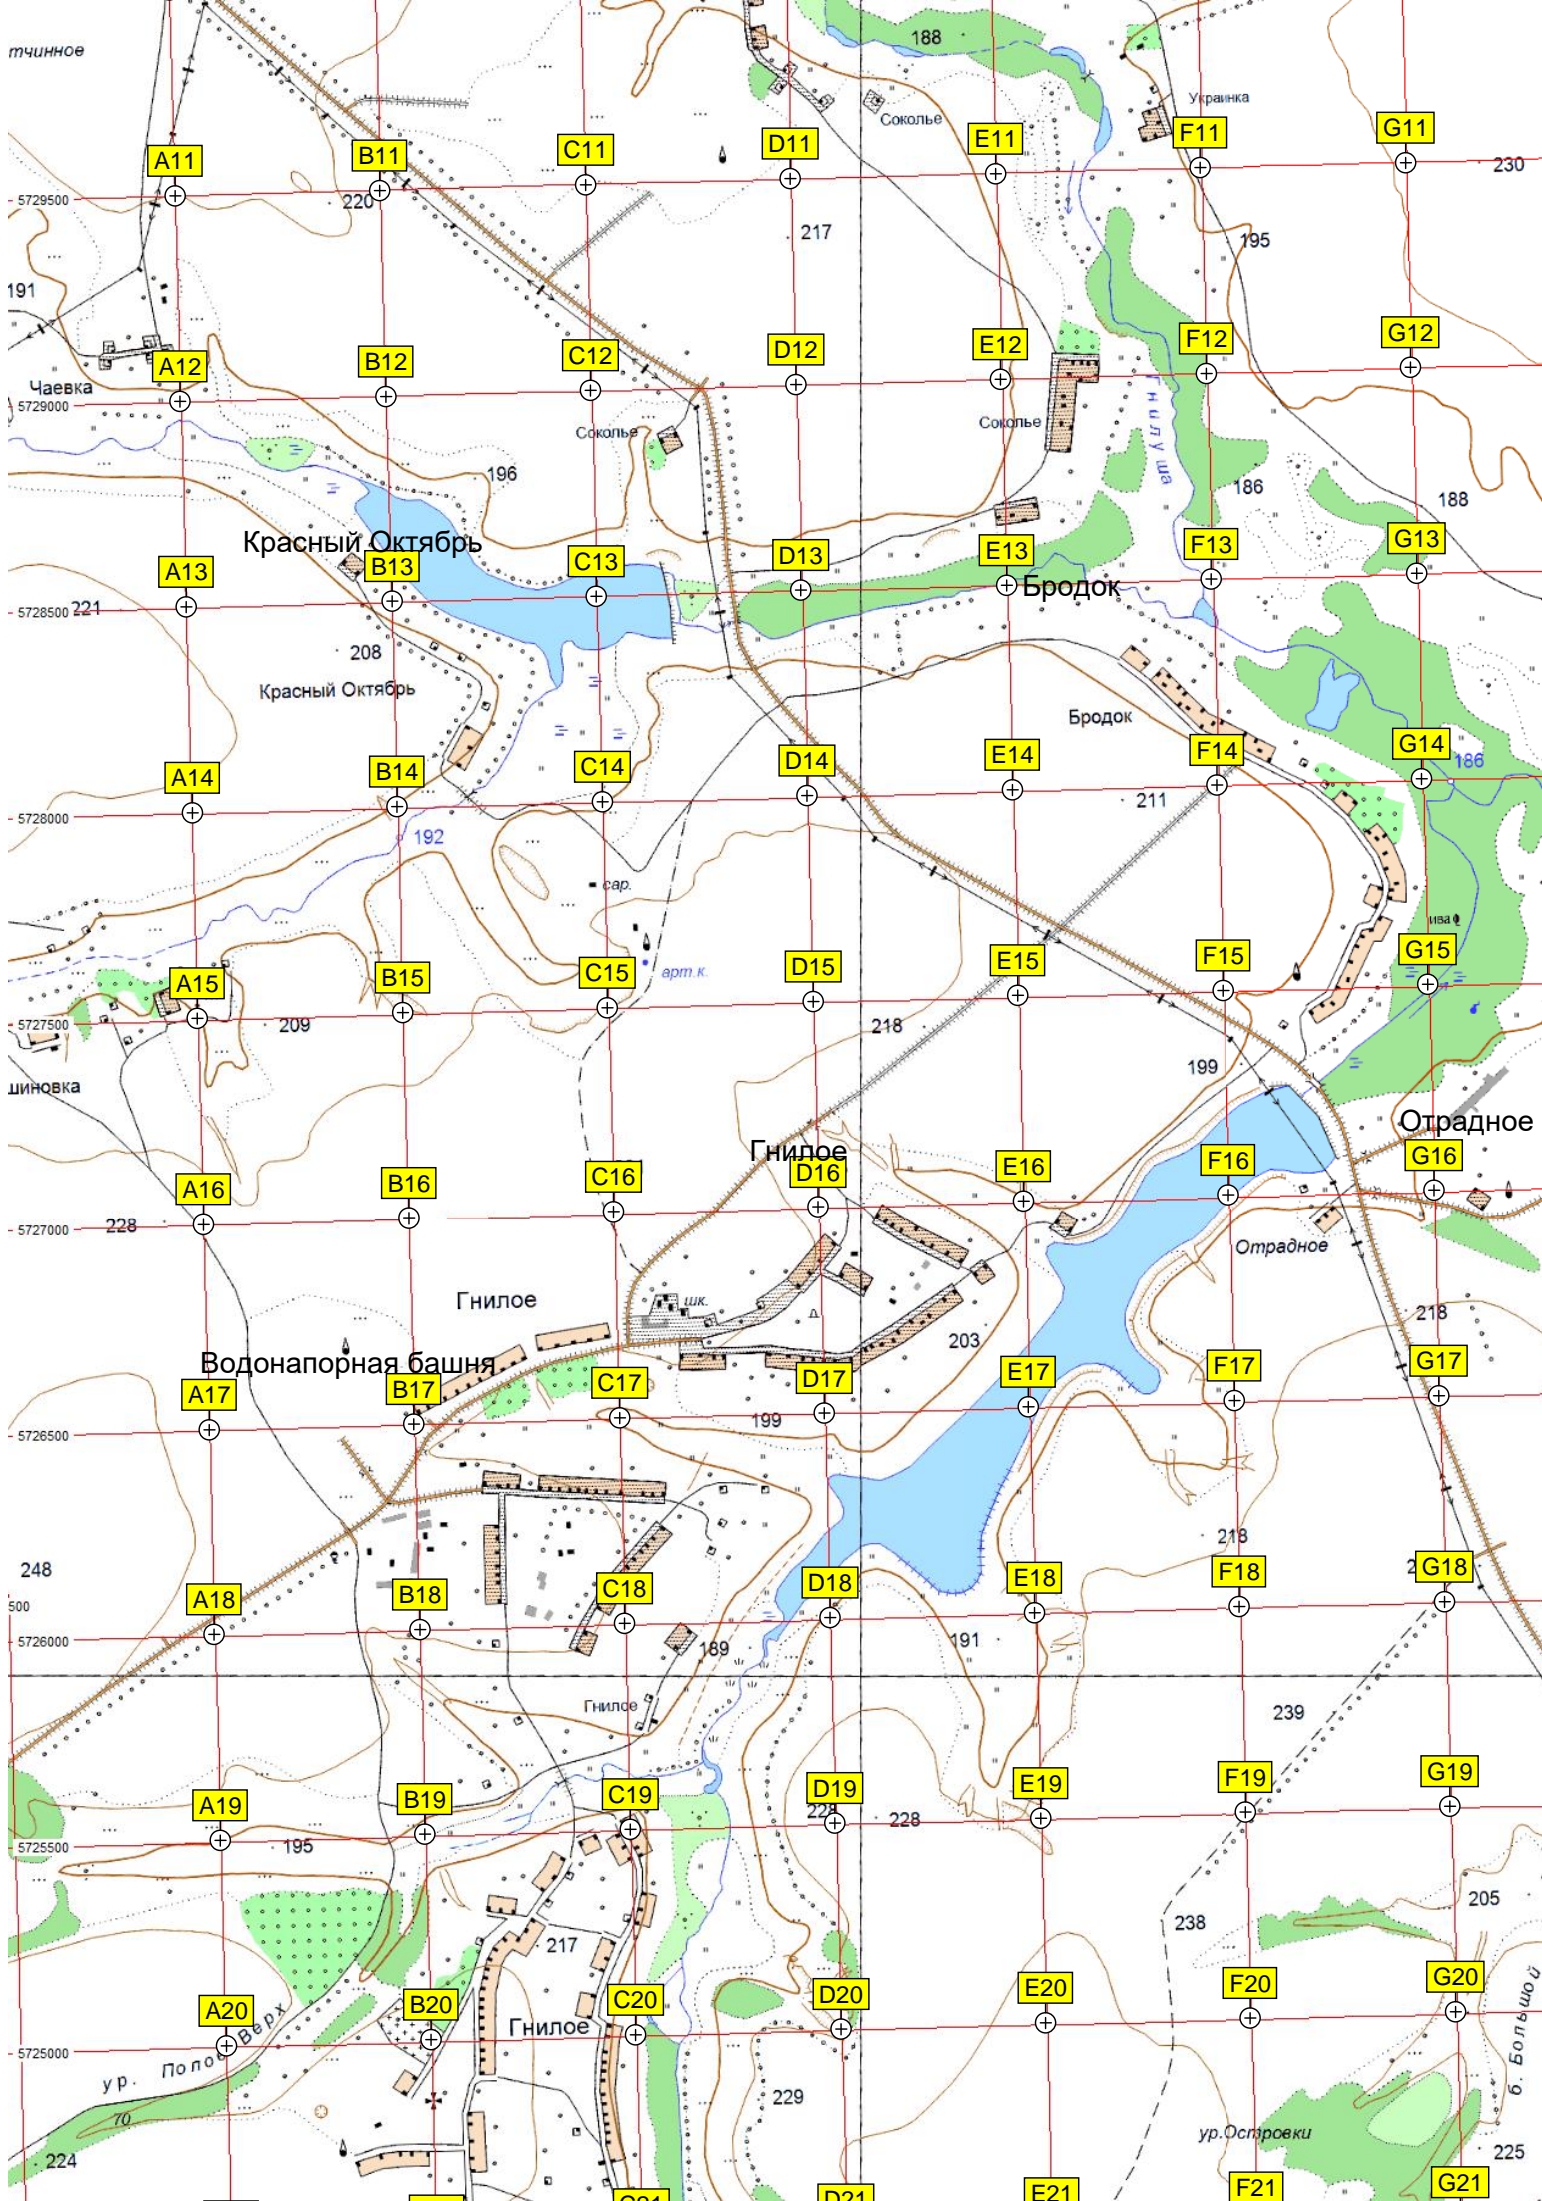 188
тчинное
Украинка
Соколье
G11
F11
E11
D11
C11
B11
A11
230
5729500
220
217
195
191
G12
F12
E12
D12
C12
B12
A12
Чаевка
5729000
Соколье
Соколье
Гнилуша
196
186
188
Красный Октябрь
G13
F13
E13
D13
C13
B13
A13
Бродок
5728500
221
208
Красный Октябрь
Бродок
G14
F14
E14
D14
C14
B14
A14
186
211
5728000
192
сар.
ива
G15
F15
E15
D15
C15
B15
A15
арт.к.
5727500
209
218
199
шиновка
Отрадное
Гнилое
G16
F16
E16
D16
C16
B16
A16
228
5727000
Отрадное
Гнилое
шк.
218
203
Водонапорная башня
G17
F17
E17
D17
C17
B17
A17
199
5726500
218
248
G18
F18
E18
D18
C18
B18
A18
500
5726000
189
191
Гнилое
239
G19
F19
E19
D19
C19
B19
A19
228
228
195
5725500
205
238
217
G20
F20
E20
D20
C20
B20
A20
Гнилое
5725000
ур. Полов Верх
б. Большой
229
70
ур.Островки
224
225
G21
F21
E21
D21
C21